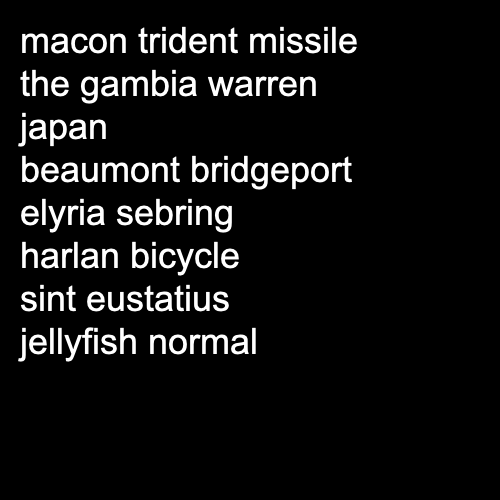 macon trident missile
the gambia warren
japan
beaumont bridgeport
elyria sebring
harlan bicycle
sint eustatius
jellyfish normal